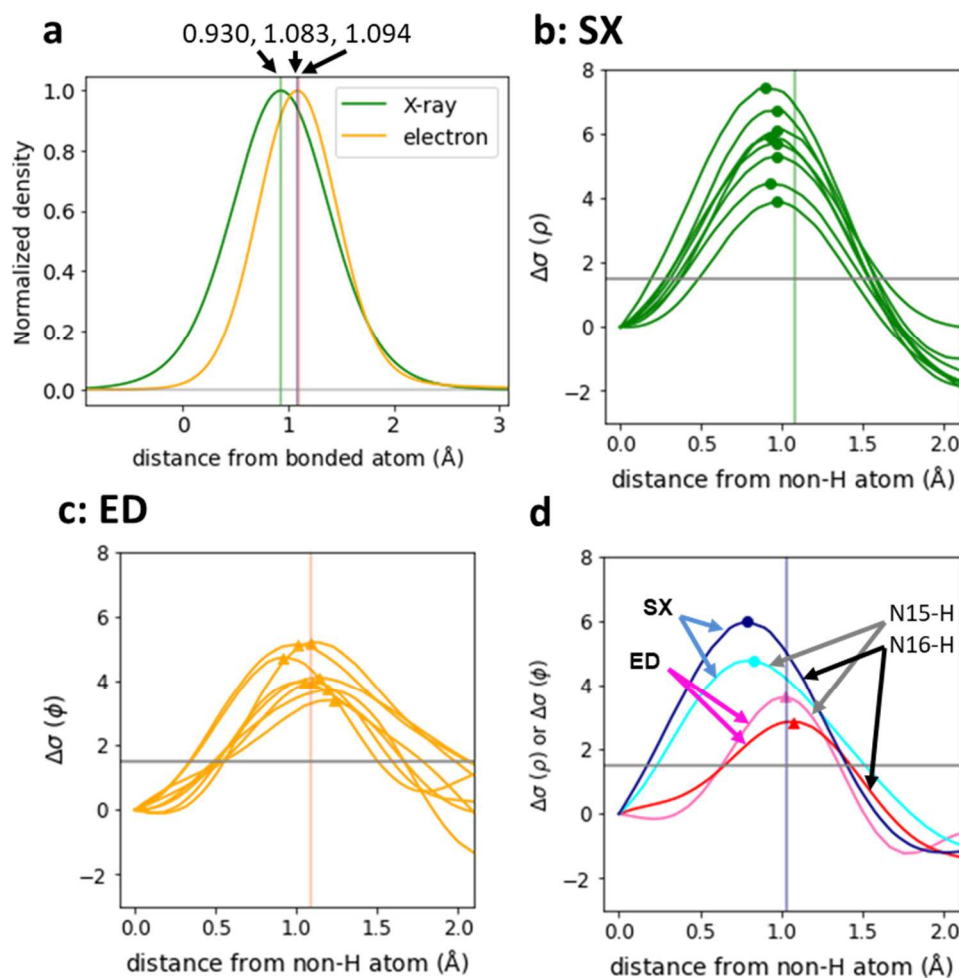 a
0.930, 1.083, 1.094
X-ray
electron
Normalized density
1.0
0.8
0.6
0.4
0.2
0.0
0 1 2 3
distance from bonded atom (Å)
b: SX
Δσ (ρ)
8
6
4
2
0
−2
0.0 0.5 1.0 1.5 2.0
distance from non-H atom (Å)
c: ED
Δσ (ϕ)
8
6
4
2
0
−2
0.0 0.5 1.0 1.5 2.0
distance from non-H atom (Å)
d
SX
ED
N15-H
N16-H
Δσ (ρ) or Δσ (ϕ)
8
6
4
2
0
−2
0.0 0.5 1.0 1.5 2.0
distance from non-H atom (Å)